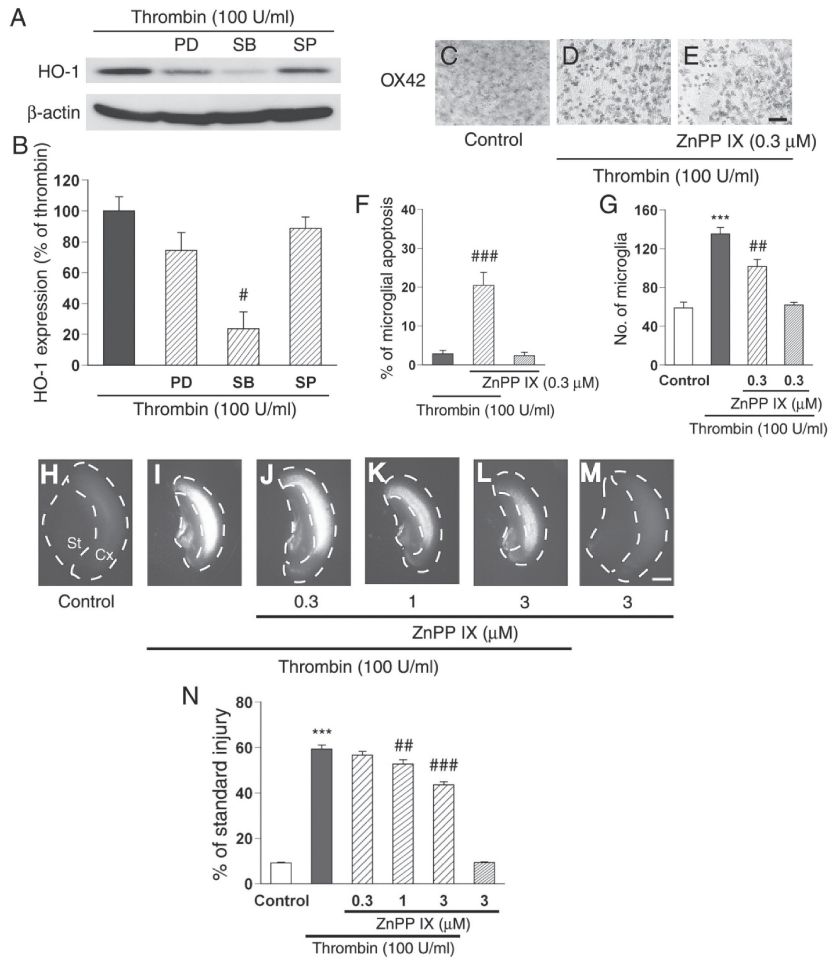 A
Thrombin (100 U/ml)
PD SB SP
HO-1
β-actin
B
HO-1 expression (% of thrombin)
120
100
80
60
40
20
0
#
PD SB SP
Thrombin (100 U/ml)
C D E
OX42
Control
ZnPP IX (0.3 μM)
Thrombin (100 U/ml)
F
% of microglial apoptosis
40
30
20
10
0
###
ZnPP IX (0.3 μM)
Thrombin (100 U/ml)
G
No. of microglia
160
120
80
40
0
***
##
Control 0.3 0.3
ZnPP IX (μM)
Thrombin (100 U/ml)
H I J K L M
St
Cx
Control 0.3 1 3 3
ZnPP IX (μM)
Thrombin (100 U/ml)
N
% of standard injury
80
60
40
20
0
***
##
###
Control 0.3 1 3 3
ZnPP IX (μM)
Thrombin (100 U/ml)